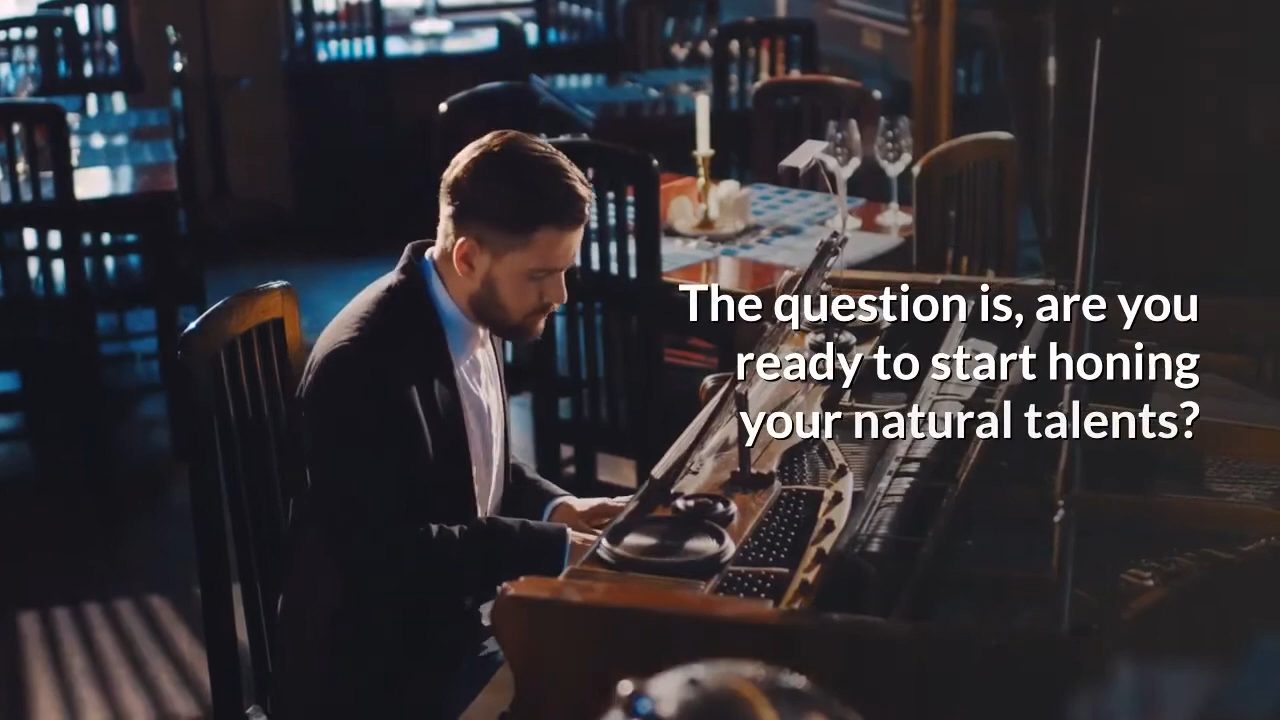 The question is, are you
ready to start honing
your natural talents?